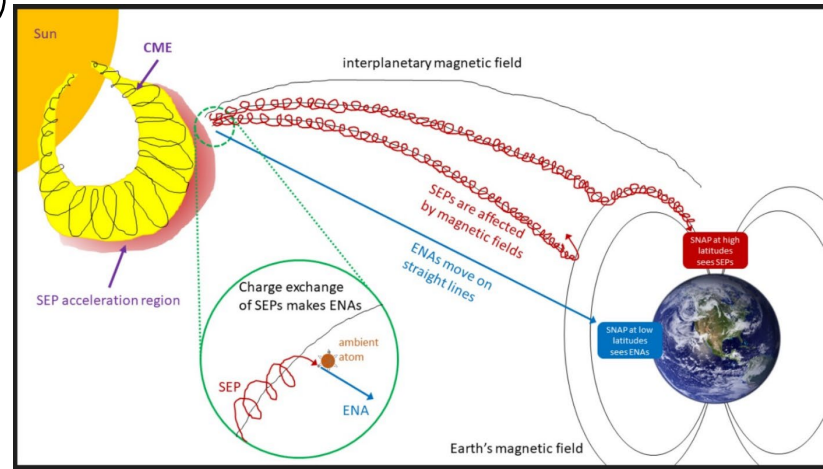 )
Sun
CME
interplanetary magnetic field
SEPs are affected
by magnetic fields
ENAs move on
straight lines
SNAP at high
latitudes
sees SEPs
SEP acceleration region
Charge exchange
of SEPs makes ENAs
ambient
atom
SEP
ENA
SNAP at low
latitudes
sees ENAs
Earth's magnetic field